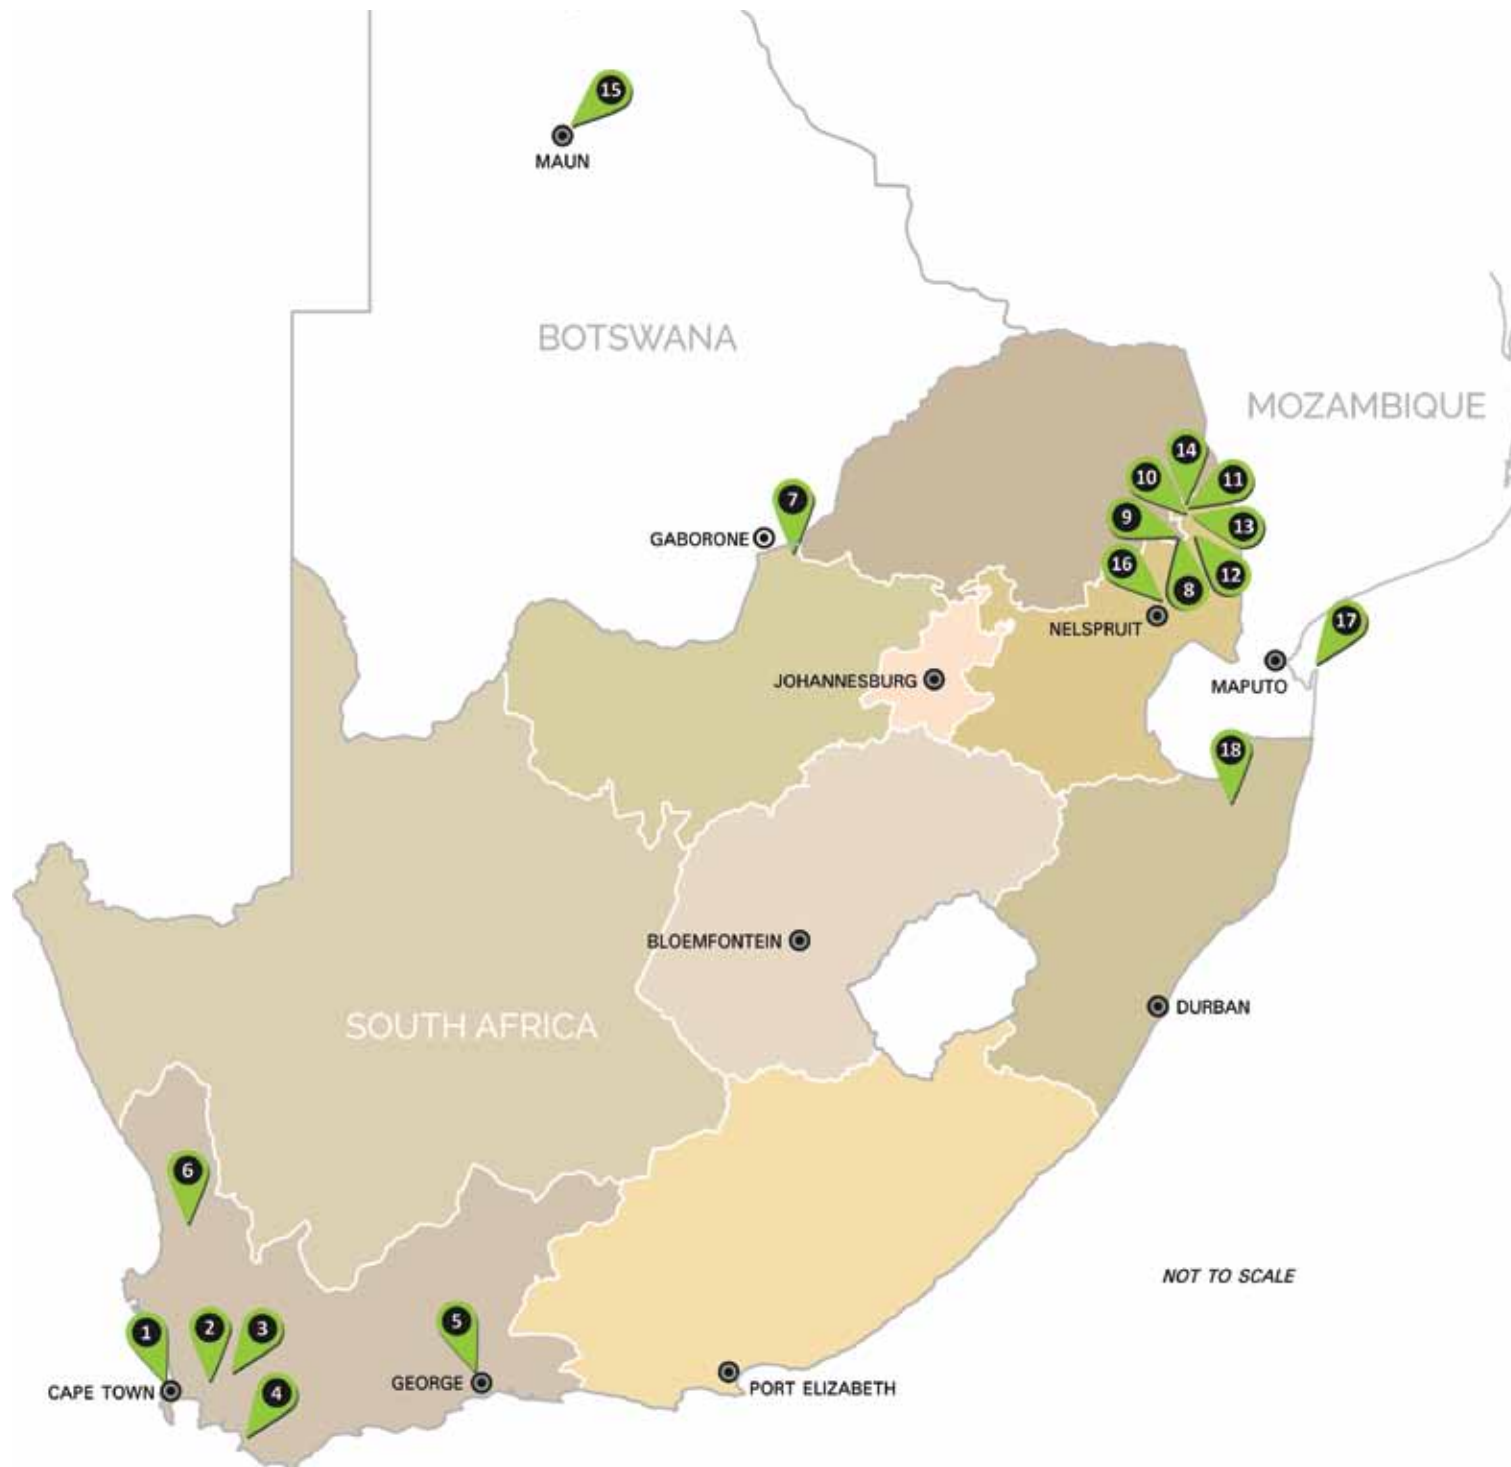 15
MAUN
BOTSWANA
MOZAMBIQUE
14
10
11
7
9
13
GABORONE
16
12
8
NELSPRUIT
17
JOHANNESBURG
MAPUTO
18
BLOEMFONTEIN
DURBAN
SOUTH AFRICA
6
NOT TO SCALE
1
2
3
5
CAPE TOWN
4
GEORGE
PORT ELIZABETH